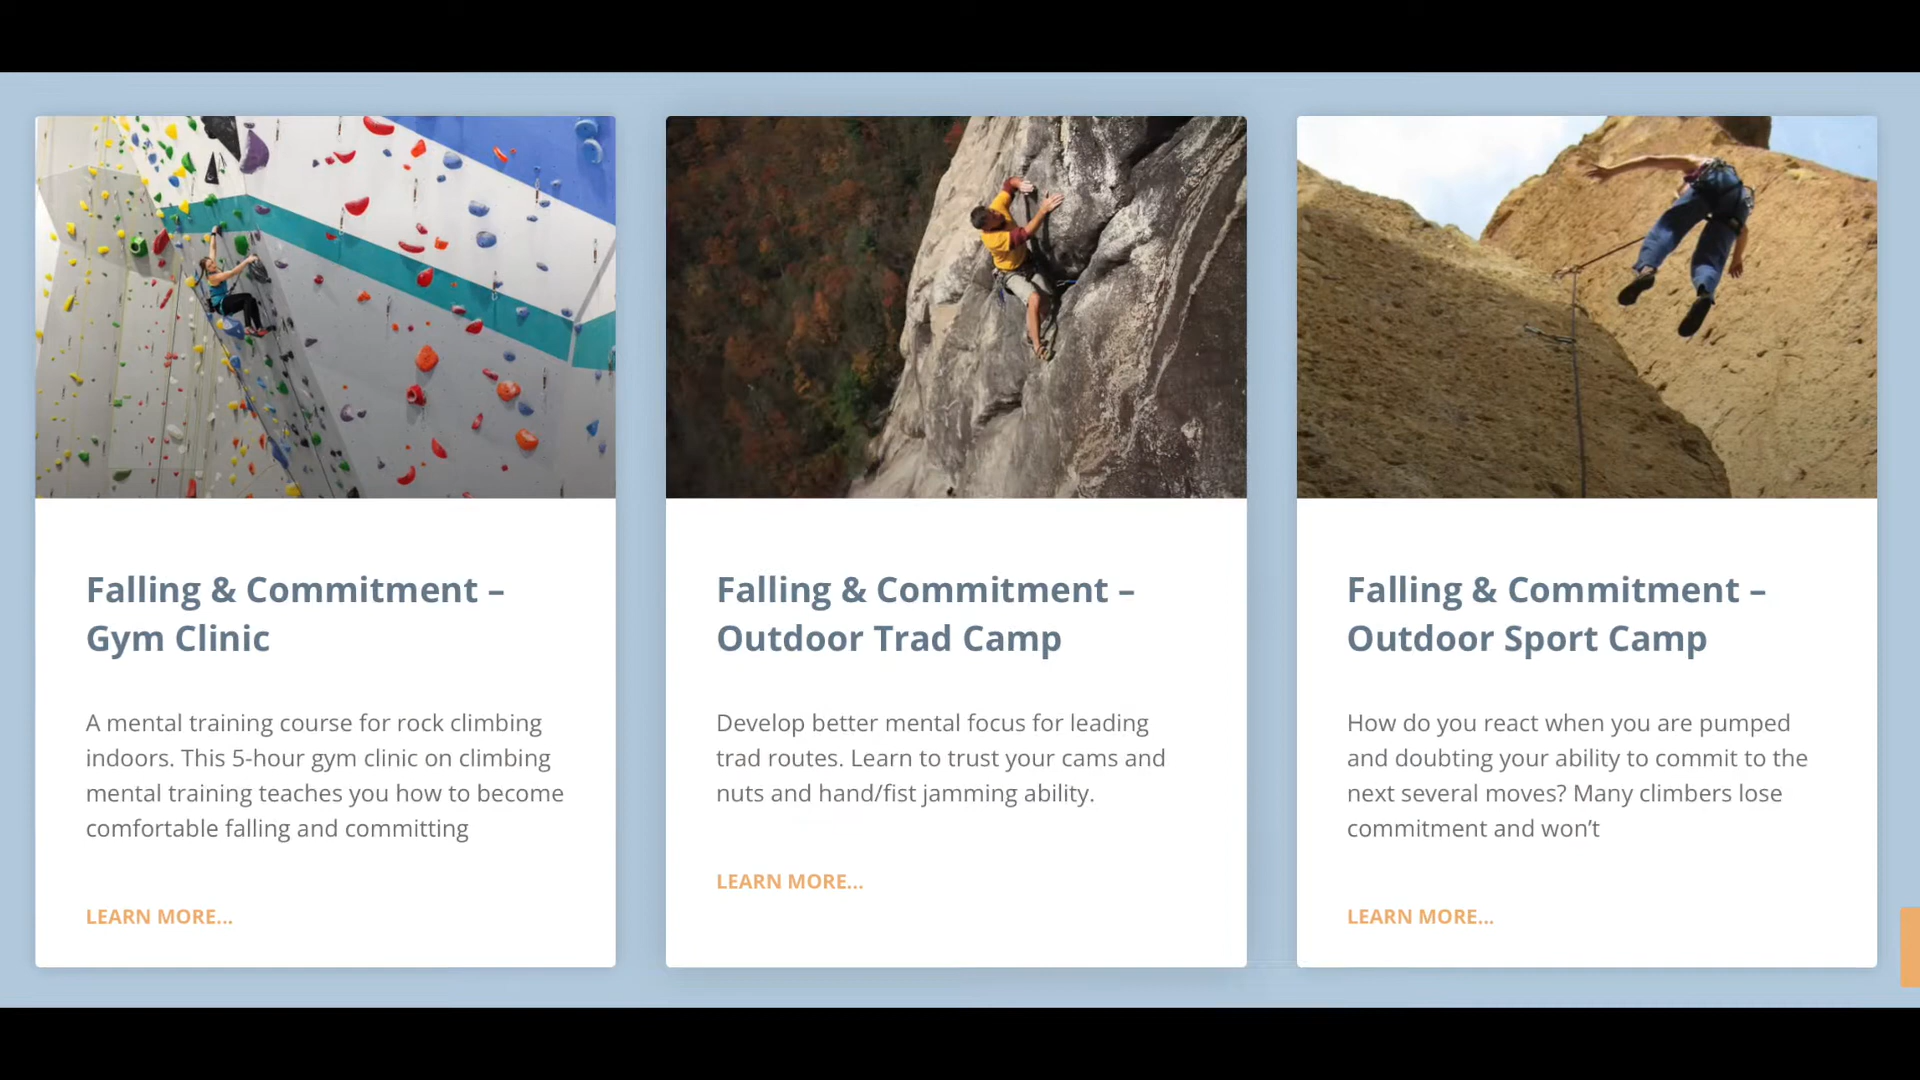 Falling & Commitment –
Gym Clinic
A mental training course for rock climbing
indoors. This 5-hour gym clinic on climbing
mental training teaches you how to become
comfortable falling and committing
LEARN MORE...
Falling & Commitment –
Outdoor Trad Camp
Develop better mental focus for leading
trad routes. Learn to trust your cams and
nuts and hand/fist jamming ability.
LEARN MORE...
Falling & Commitment –
Outdoor Sport Camp
How do you react when you are pumped
and doubting your ability to commit to the
next several moves? Many climbers lose
commitment and won’t
LEARN MORE...